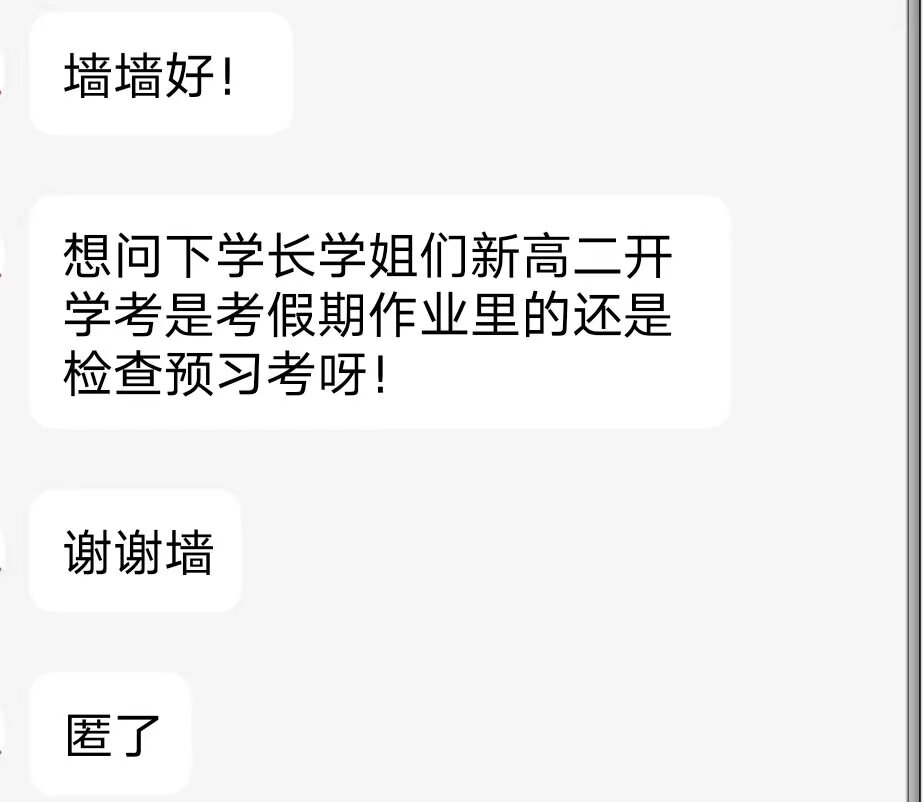 墙墙好！
想问下学长学姐们新高二开
学考是考假期作业里的还是
检查预习考呀！
谢谢墙
匿了